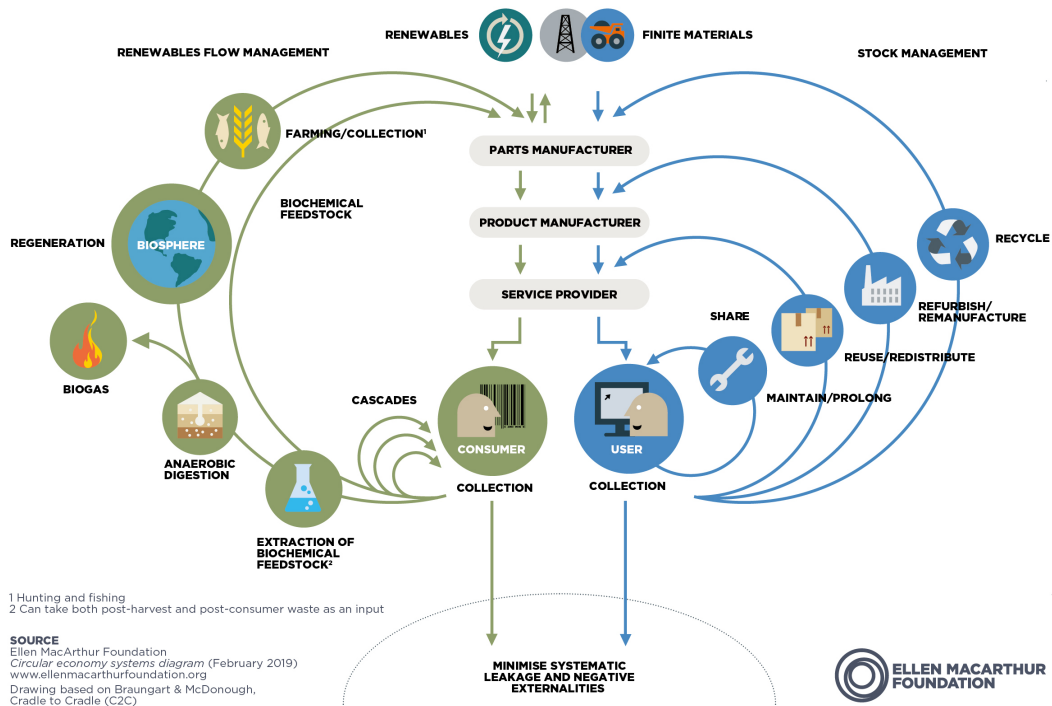 RENEWABLES
FINITE MATERIALS
RENEWABLES FLOW MANAGEMENT
STOCK MANAGEMENT
FARMING/COLLECTION¹
PARTS MANUFACTURER
BIOCHEMICAL
FEEDSTOCK
PRODUCT MANUFACTURER
REGENERATION
BIOSPHERE
RECYCLE
SERVICE PROVIDER
SHARE
REFURBISH/
REMANUFACTURE
REUSE/REDISTRIBUTE
BIOGAS
MAINTAIN/PROLONG
CASCADES
CONSUMER
USER
ANAEROBIC
DIGESTION
COLLECTION
COLLECTION
EXTRACTION OF
BIOCHEMICAL
FEEDSTOCK²
1 Hunting and fishing
2 Can take both post-harvest and post-consumer waste as an input
SOURCE
Ellen MacArthur Foundation
Circular economy systems diagram (February 2019)
www.ellenmacarthurfoundation.org
Drawing based on Braungart & McDonough,
Cradle to Cradle (C2C)
MINIMISE SYSTEMATIC
LEAKAGE AND NEGATIVE
EXTERNALITIES
ELLEN MACARTHUR
FOUNDATION